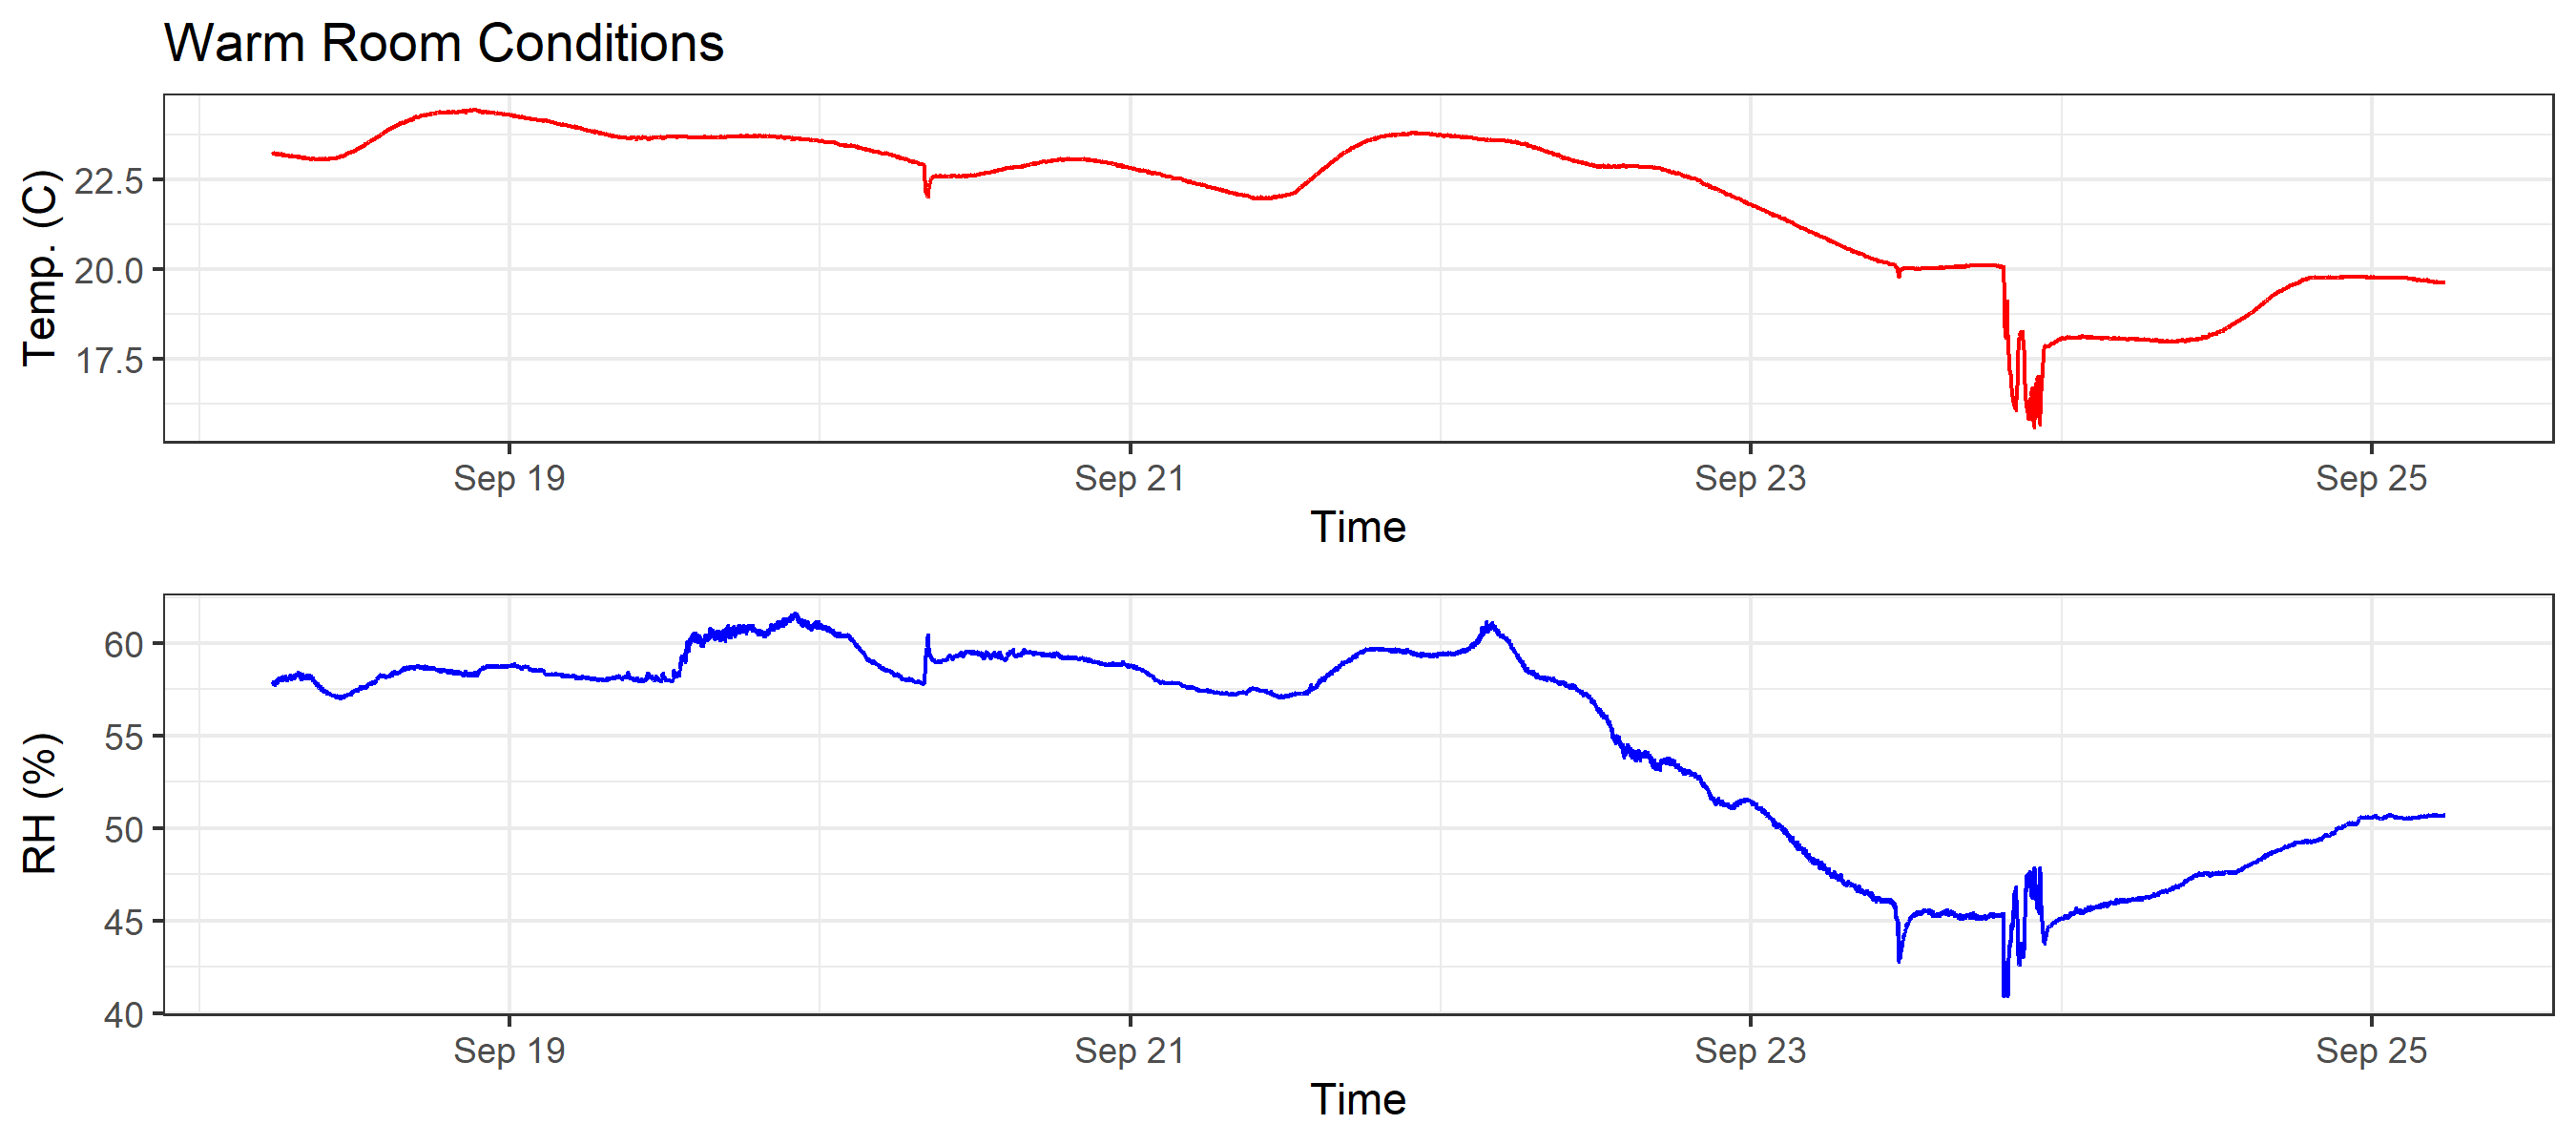 Warm Room Conditions
Temp. (C)
22.5
20.0
17.5
Sep 19
Sep 21
Sep 23
Sep 25
Time
RH (%)
60
55
50
45
40
Sep 19
Sep 21
Sep 23
Sep 25
Time